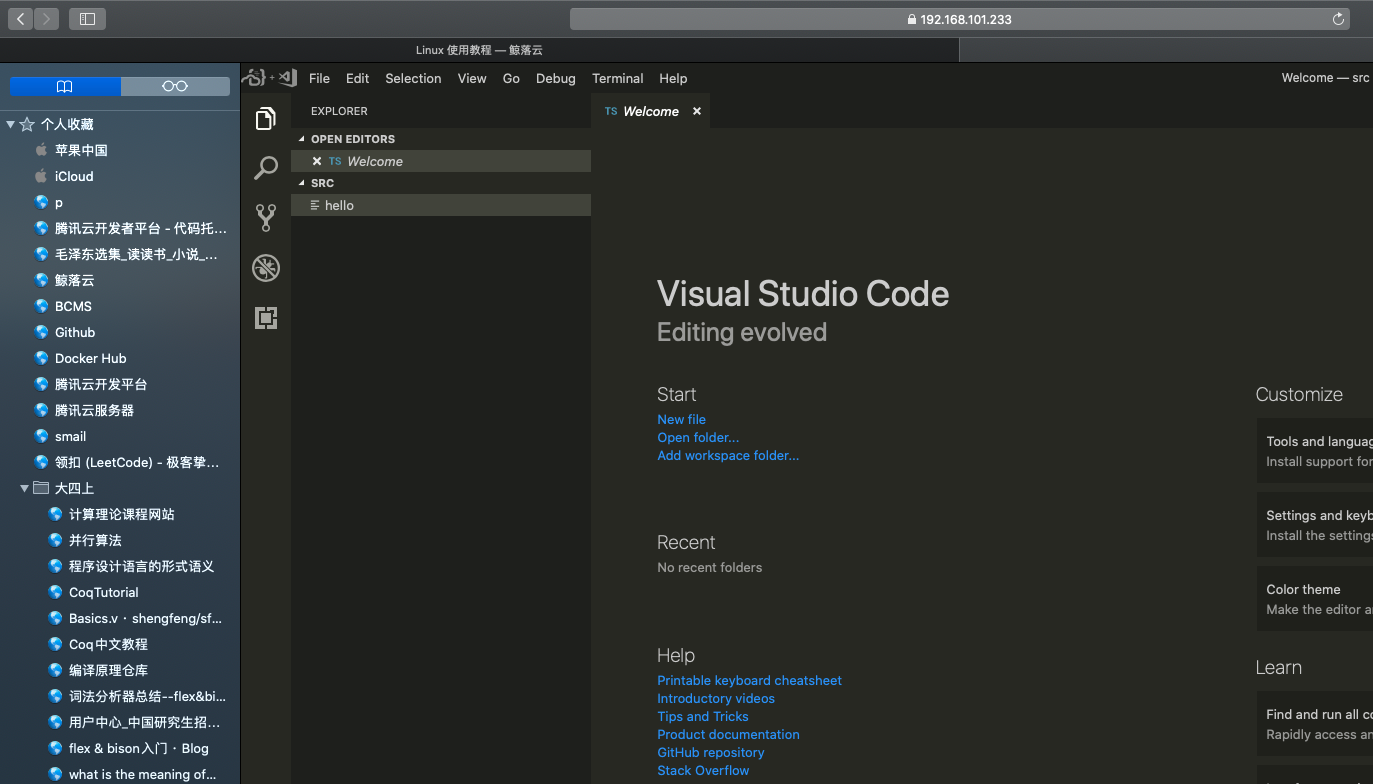 192.168.101.233
Linux 使用教程 — 鲸落云
File Edit Selection View Go Debug Terminal Help
Welcome — src
个人收藏
苹果中国
iCloud
p
腾讯云开发者平台 - 代码托...
毛泽东选集_读读书_小说_...
鲸落云
BCMS
Github
Docker Hub
腾讯云开发平台
腾讯云服务器
smail
领扣 (LeetCode) - 极客挚...
大四上
计算理论课程网站
并行算法
程序设计语言的形式语义
CoqTutorial
Basics.v · shengfeng/sf...
Coq中文教程
编译原理仓库
词法分析器总结--flex&bi...
用户中心_中国研究生招...
flex & bison入门 · Blog
what is the meaning of...
EXPLORER
OPEN EDITORS
TS Welcome
SRC
hello
TS Welcome
Visual Studio Code
Editing evolved
Start
New file
Open folder...
Add workspace folder...
Recent
No recent folders
Help
Printable keyboard cheatsheet
Introductory videos
Tips and Tricks
Product documentation
GitHub repository
Stack Overflow
Customize
Tools and languag
Install support for
Settings and keyb
Install the settings
Color theme
Make the editor a
Learn
Find and run all co
Rapidly access an